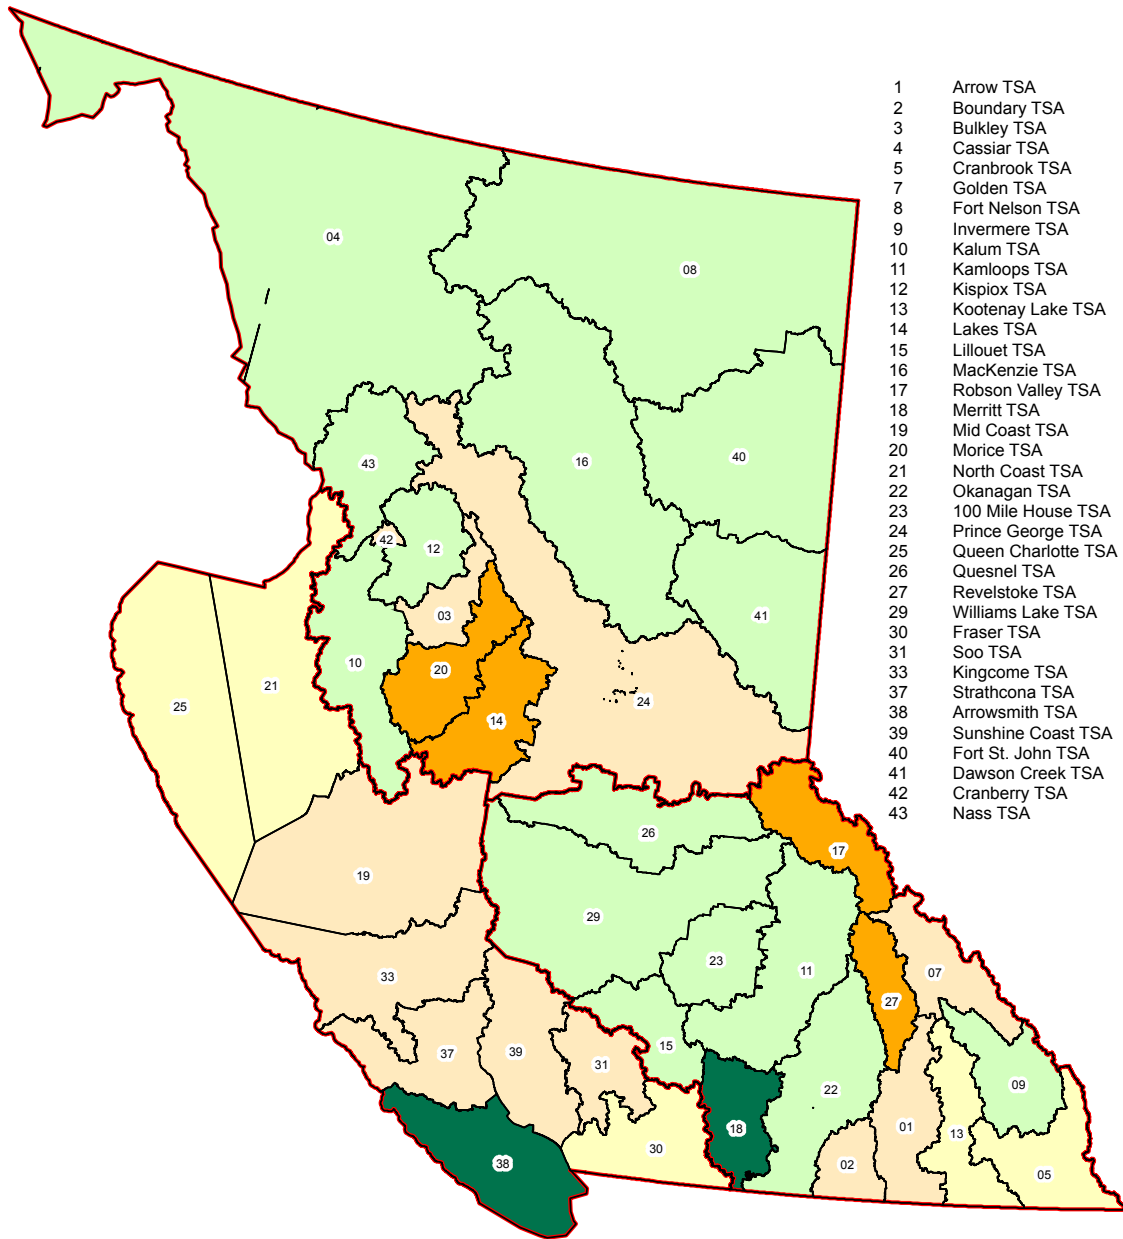 1 Arrow TSA
2 Boundary TSA
3 Bulkley TSA
4 Cassiar TSA
5 Cranbrook TSA
7 Golden TSA
8 Fort Nelson TSA
9 Invermere TSA
10 Kalum TSA
11 Kamloops TSA
12 Kispiox TSA
13 Kootenay Lake TSA
14 Lakes TSA
15 Lillouet TSA
16 MacKenzie TSA
17 Robson Valley TSA
18 Merritt TSA
19 Mid Coast TSA
20 Morice TSA
21 North Coast TSA
22 Okanagan TSA
23 100 Mile House TSA
24 Prince George TSA
25 Queen Charlotte TSA
26 Quesnel TSA
27 Revelstoke TSA
29 Williams Lake TSA
30 Fraser TSA
31 Soo TSA
33 Kingcome TSA
37 Strathcona TSA
38 Arrowsmith TSA
39 Sunshine Coast TSA
40 Fort St. John TSA
41 Dawson Creek TSA
42 Cranberry TSA
43 Nass TSA
04
08
43
16
40
42
12
03
41
10
20
21
24
25
14
26
17
19
29
23
11
07
33
27
15
37
39
31
09
22
01
18
13
30
02
38
05